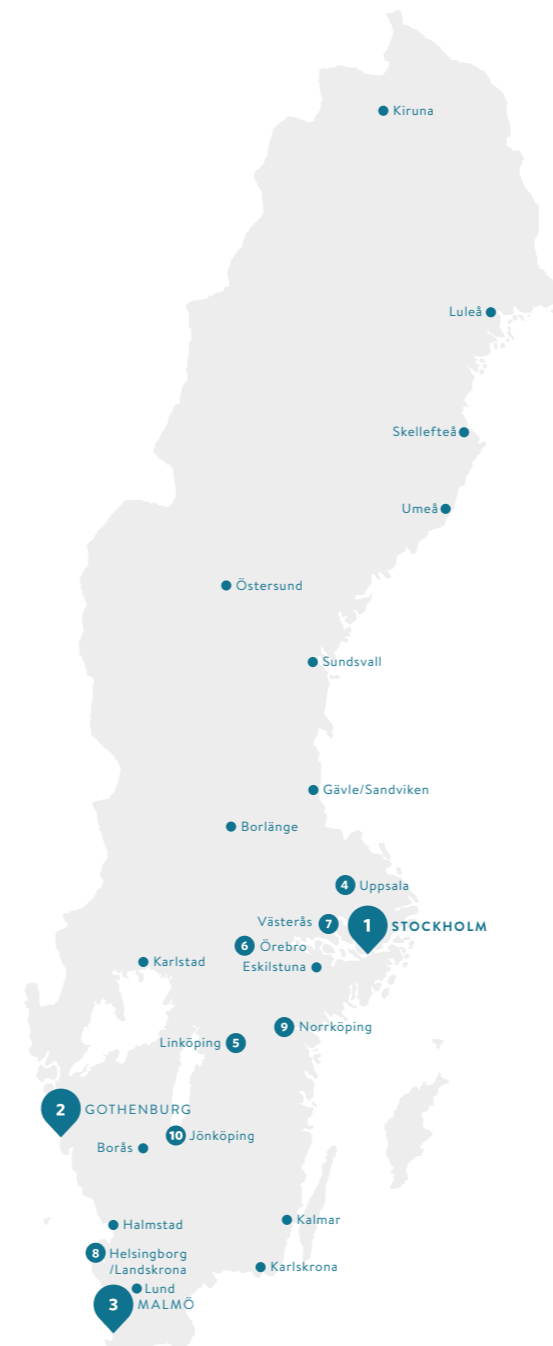 Kiruna
Luleå
Skellefteå
Umeå
Östersund
Sundsvall
Gävle/Sandviken
Borlänge
4 Uppsala
Västerås 7
1 STOCKHOLM
6 Örebro
Karlstad
Eskilstuna
9 Norrköping
Linköping 5
2 GOTHENBURG
10 Jönköping
Borås
Kalmar
Halmstad
8 Helsingborg
/Landskrona
Karlskrona
Lund
3 MALMÖ